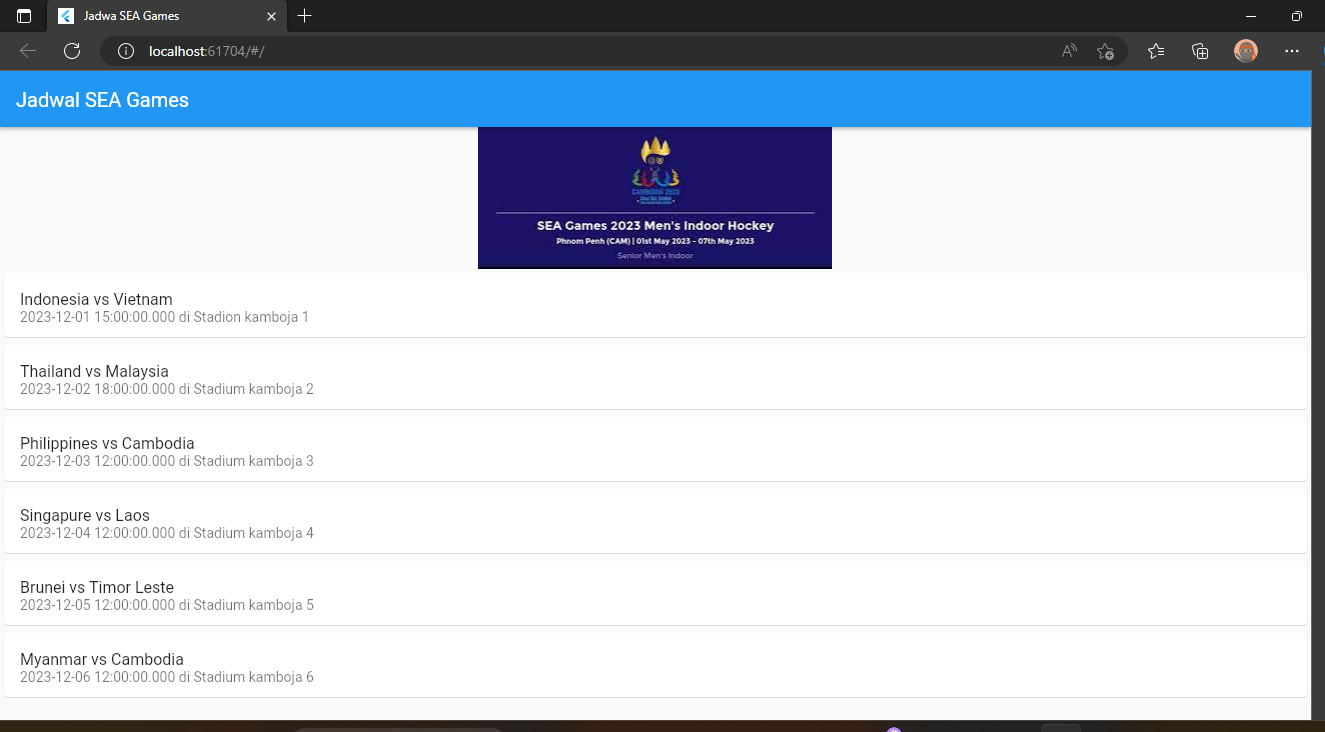 Jadwa SEA Games
localhost:61704/#/
Jadwal SEA Games
CAMBODIA 2023
SEA Games 2023 Men's Indoor Hockey
Phnom Penh (CAM) | 01st May 2023 - 07th May 2023
Senior Men's Indoor
Indonesia vs Vietnam
2023-12-01 15:00:00.000 di Stadion kamboja 1
Thailand vs Malaysia
2023-12-02 18:00:00.000 di Stadium kamboja 2
Philippines vs Cambodia
2023-12-03 12:00:00.000 di Stadium kamboja 3
Singapure vs Laos
2023-12-04 12:00:00.000 di Stadium kamboja 4
Brunei vs Timor Leste
2023-12-05 12:00:00.000 di Stadium kamboja 5
Myanmar vs Cambodia
2023-12-06 12:00:00.000 di Stadium kamboja 6